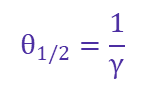 θ₁/₂ = 1/γ